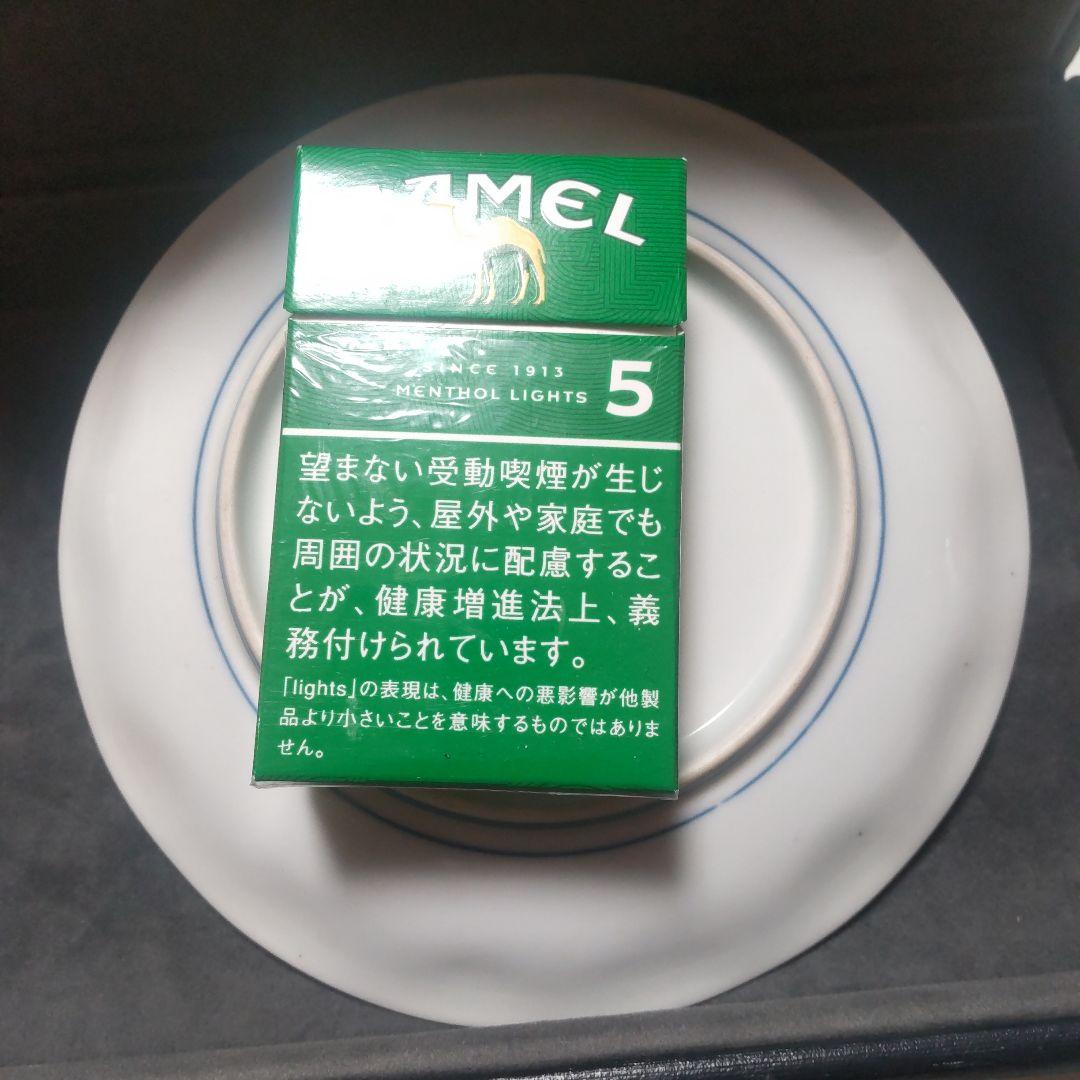 CAMEL
SINCE 1913
MENTHOL LIGHTS 5
望まない受動喫煙が生じ
ないよう、屋外や家庭でも
周囲の状況に配慮するこ
とが、健康増進法上、義
務付けられています。
「lights」の表現は、健康への悪影響が他製
品より小さいことを意味するものではありま
せん。